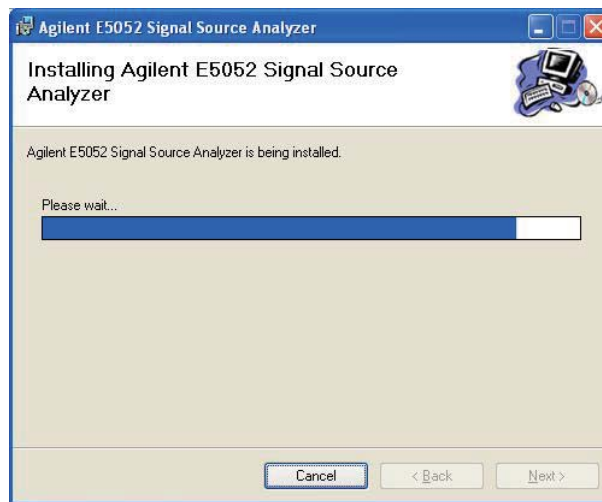 Agilent E5052 Signal Source Analyzer
Installing Agilent E5052 Signal Source
Analyzer
Agilent E5052 Signal Source Analyzer is being installed.
Please wait...
Cancel
< Back
Next >